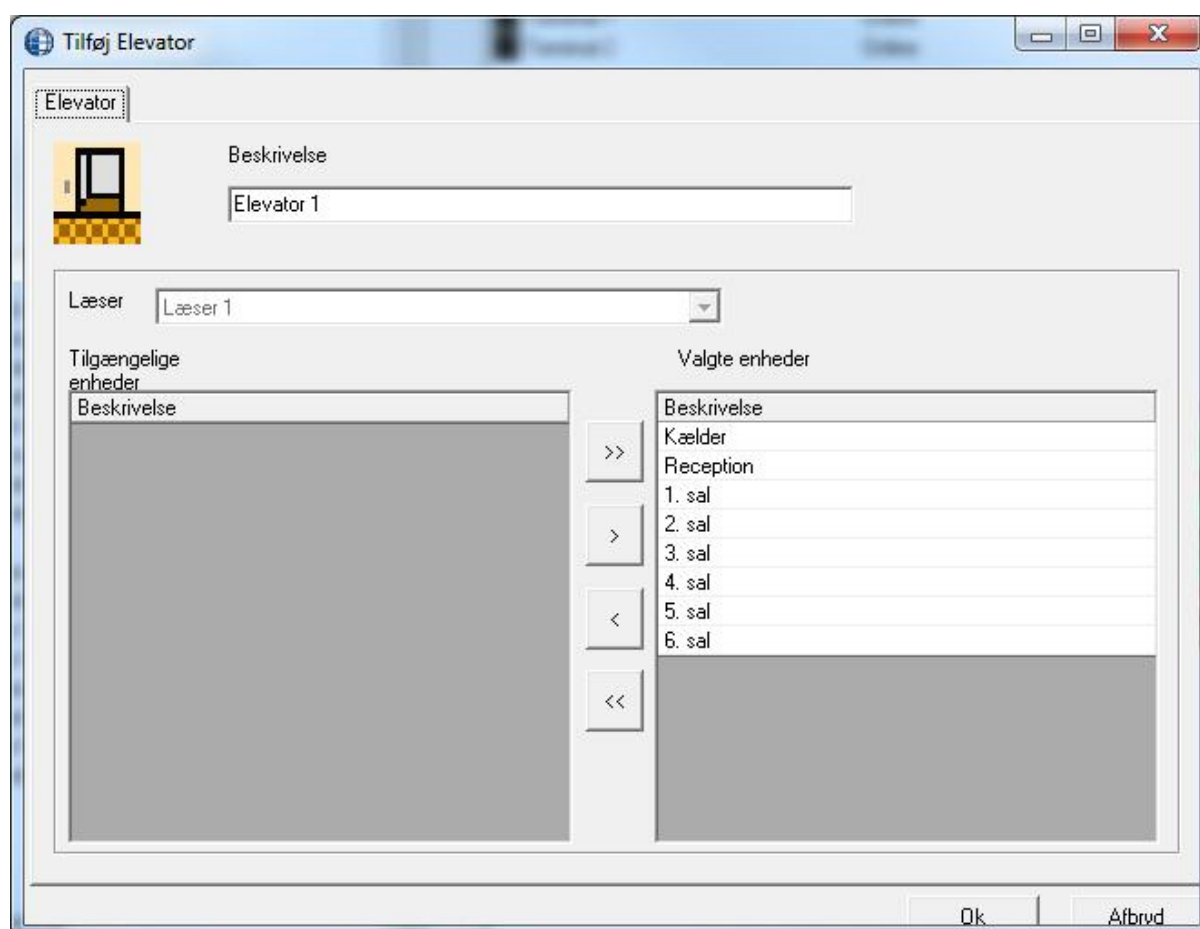 Tilføj Elevator
Elevator
Beskrivelse
Elevator 1
Læser
Læser 1
Tilgængelige
enheder
Valgte enheder
Beskrivelse
>>
>
<
<<
Beskrivelse
Kælder
Reception
1. sal
2. sal
3. sal
4. sal
5. sal
6. sal
Ok
Afbryd